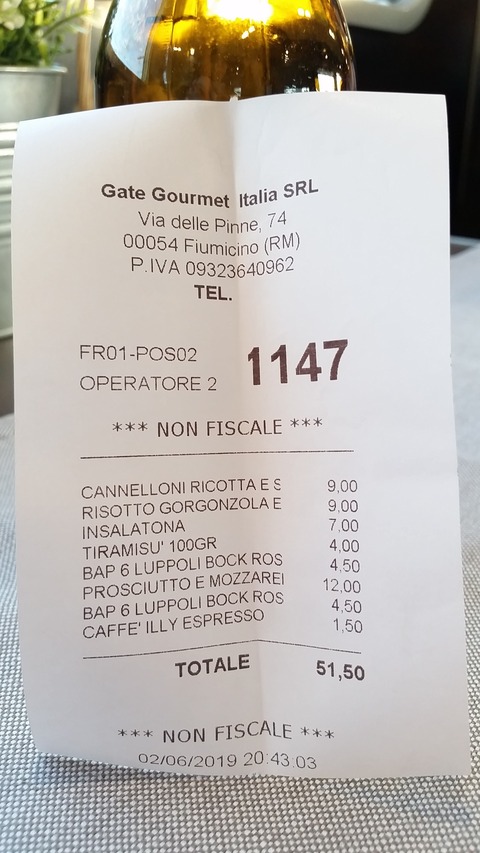 Gate Gourmet Italia SRL
Via delle Pinne, 74
00054 Fiumicino (RM)
P.IVA 09323640962
TEL.
FR01-POS02
OPERATORE 2
1147
*** NON FISCALE ***
CANNELLONI RICOTTA E S 9,00
RISOTTO GORGONZOLA E 9,00
INSALATONA 7,00
TIRAMISU' 100GR 4,00
BAP 6 LUPPOLI BOCK ROS 4,50
PROSCIUTTO E MOZZAREI 12,00
BAP 6 LUPPOLI BOCK ROS 4,50
CAFFE' ILLY ESPRESSO 1,50
TOTALE 51,50
*** NON FISCALE ***
02/06/2019 20:43:03